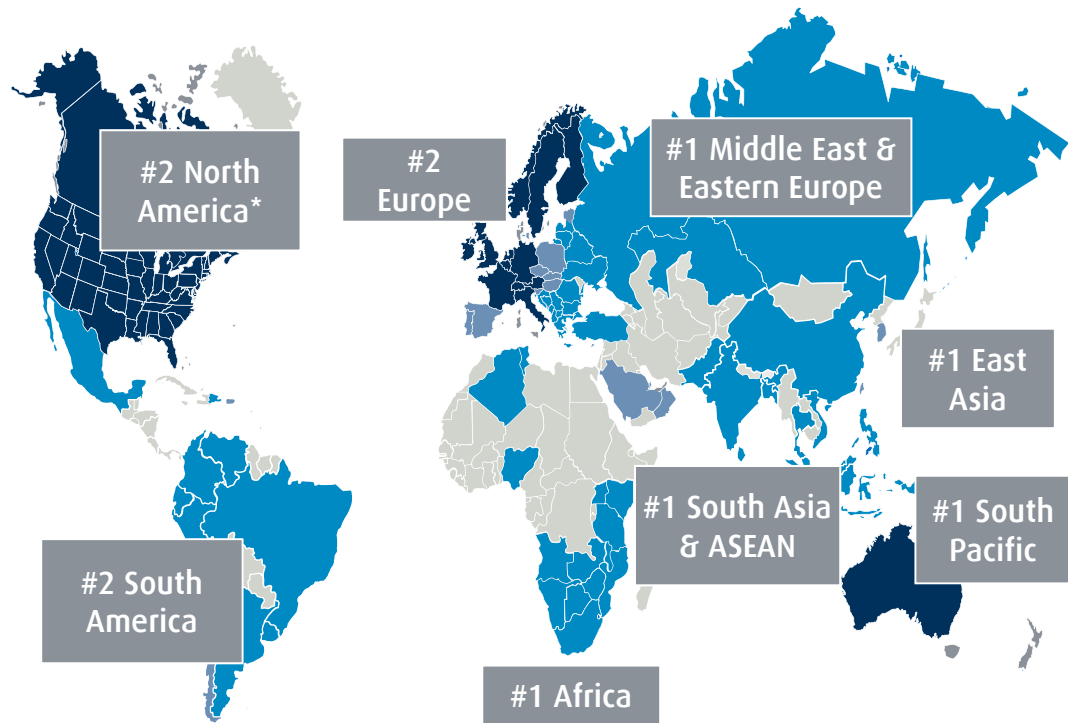 #2 North
America*
#2
Europe
#1 Middle East &
Eastern Europe
#1 East
Asia
#1 South Asia
& ASEAN
#1 South
Pacific
#2 South
America
#1 Africa